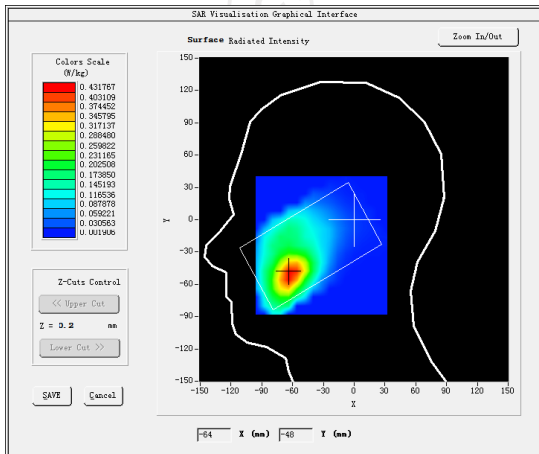 SAR Visualisation Graphical Interface
Surface Radiated Intensity
Zoom In/Out
Colors Scale
(W/kg)
0.431767
0.403109
0.374452
0.345795
0.317137
0.288480
0.259822
0.231165
0.202508
0.173850
0.145193
0.116536
0.087878
0.059221
0.030563
0.001906
Z-Cuts Control
<< Upper Cut
Z = 0.2 mm
Lower Cut >>
SAVE
Cancel
150
120
90
60
30
0
-30
-60
-90
-120
-150
Y
-150 -120 -90 -60 -30 0 30 60 90 120 150
X
-64 X (mm) -48 Y (mm)